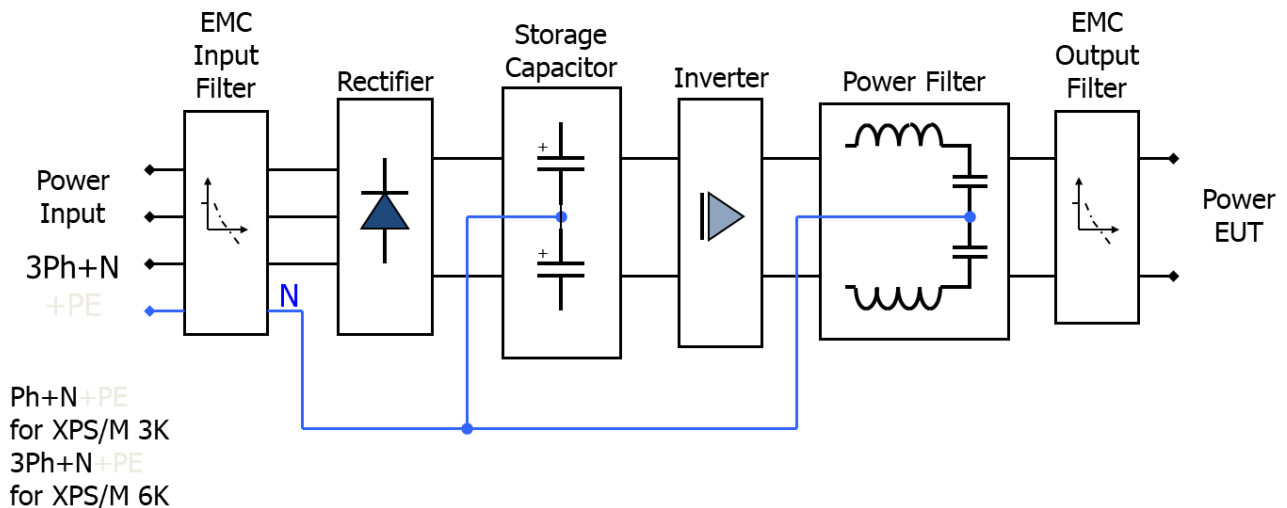 EMC
Input
Filter
Rectifier
Storage
Capacitor
Inverter
Power Filter
EMC
Output
Filter
+
+
Power
Input
3Ph+N
+PE
N
Power
EUT
Ph+N+PE
for XPS/M 3K
3Ph+N+PE
for XPS/M 6K